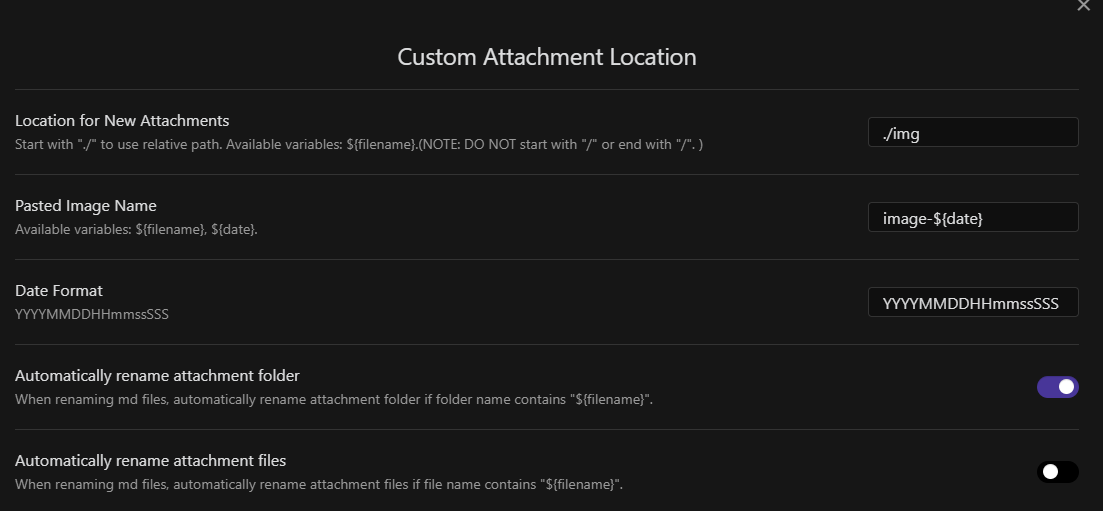 Custom Attachment Location
Location for New Attachments
./img
Start with "./" to use relative path. Available variables: ${filename}.(NOTE: DO NOT start with "/" or end with "/". )
Pasted Image Name
image-${date}
Available variables: ${filename}, ${date}.
Date Format
YYYYMMDDHHmmssSSS
YYYYMMDDHHmmssSSS
Automatically rename attachment folder
When renaming md files, automatically rename attachment folder if folder name contains "${filename}".
Automatically rename attachment files
When renaming md files, automatically rename attachment files if file name contains "${filename}".